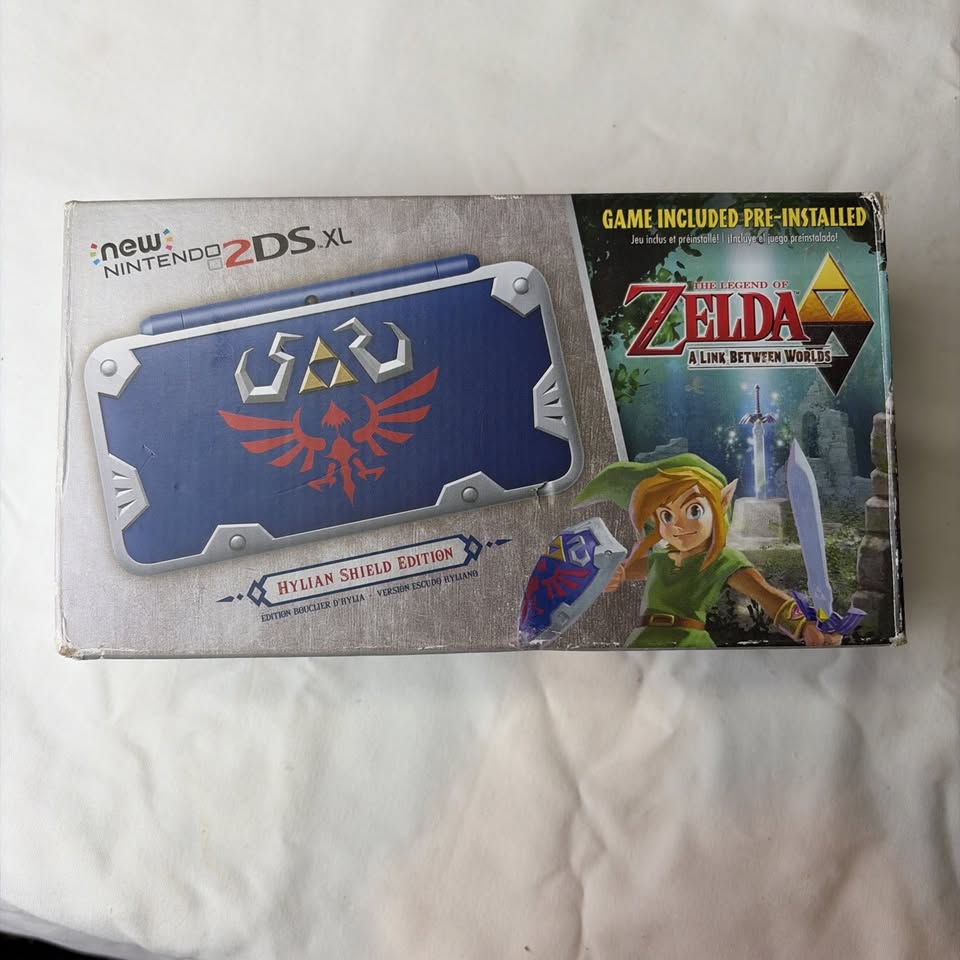 new
NINTENDO 2DS XL
HYLIAN SHIELD EDITION
EDITION BOUCLIER D'HYLIA - VERSIÓN ESCUDO HYLIANO
GAME INCLUDED PRE-INSTALLED
Jeu inclus et préinstallé! | ¡Incluye el juego preinstalado!
THE LEGEND OF
ZELDA
A LINK BETWEEN WORLDS